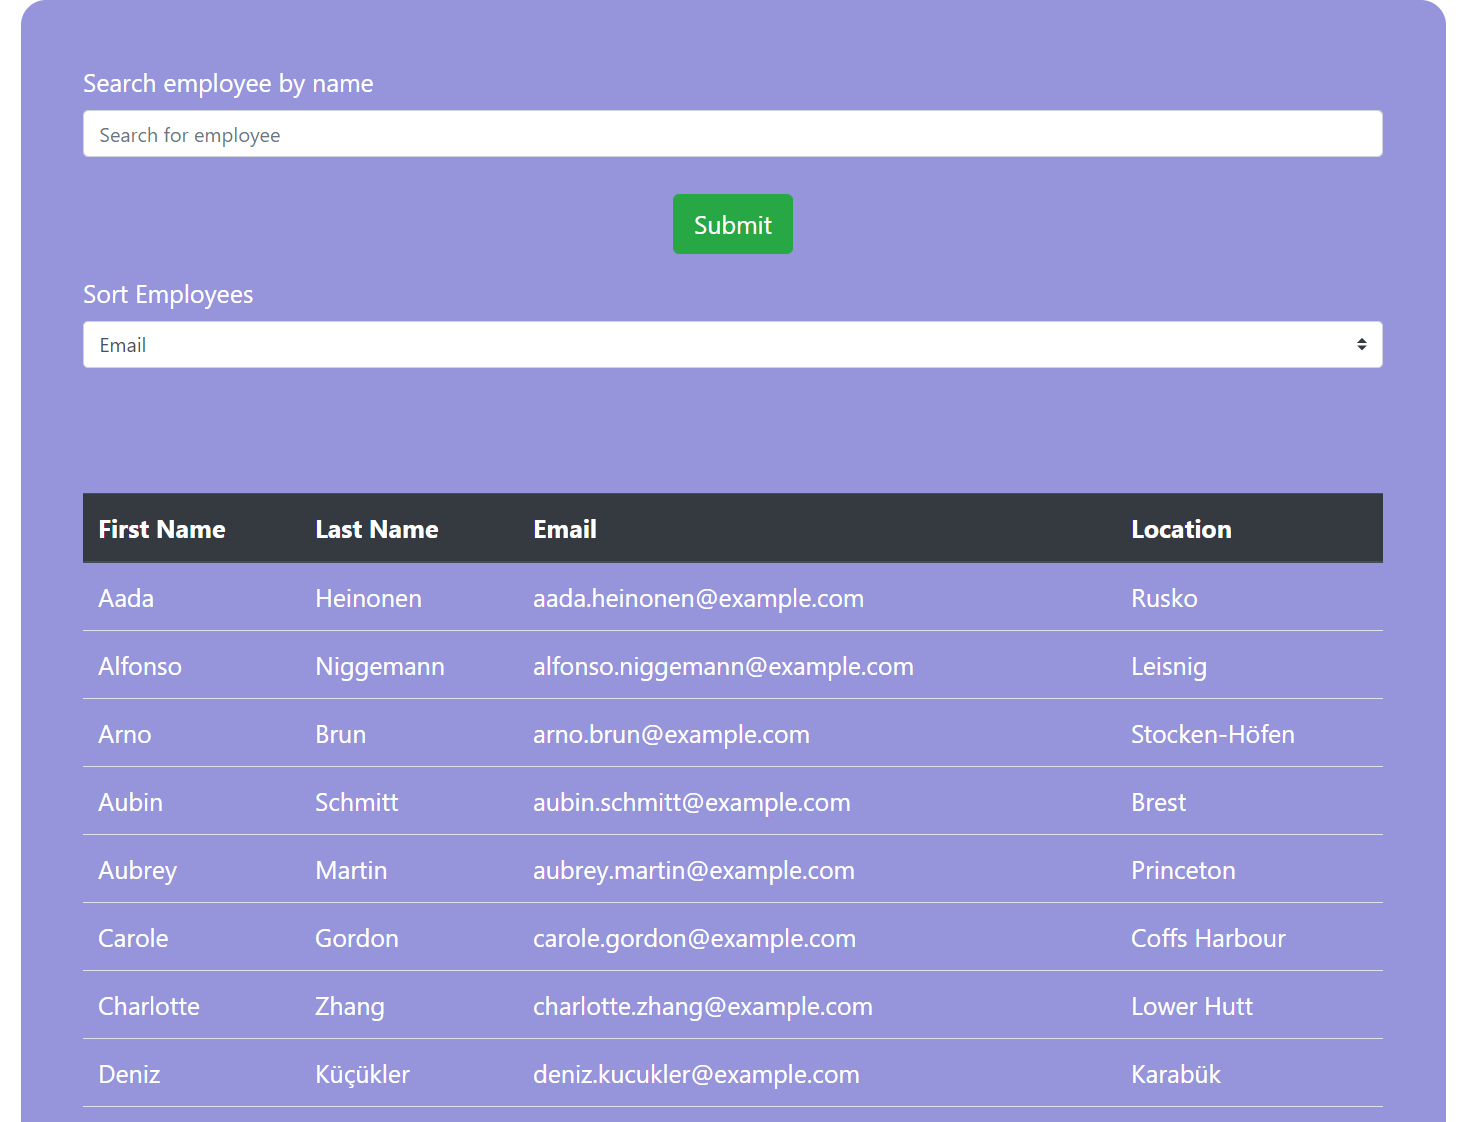 Search employee by name
Search for employee
Submit
Sort Employees
Email
First Name Last Name Email Location
Aada Heinonen aada.heinonen@example.com Rusko
Alfonso Niggemann alfonso.niggemann@example.com Leisnig
Arno Brun arno.brun@example.com Stocken-Höfen
Aubin Schmitt aubin.schmitt@example.com Brest
Aubrey Martin aubrey.martin@example.com Princeton
Carole Gordon carole.gordon@example.com Coffs Harbour
Charlotte Zhang charlotte.zhang@example.com Lower Hutt
Deniz Küçükler deniz.kucukler@example.com Karabük